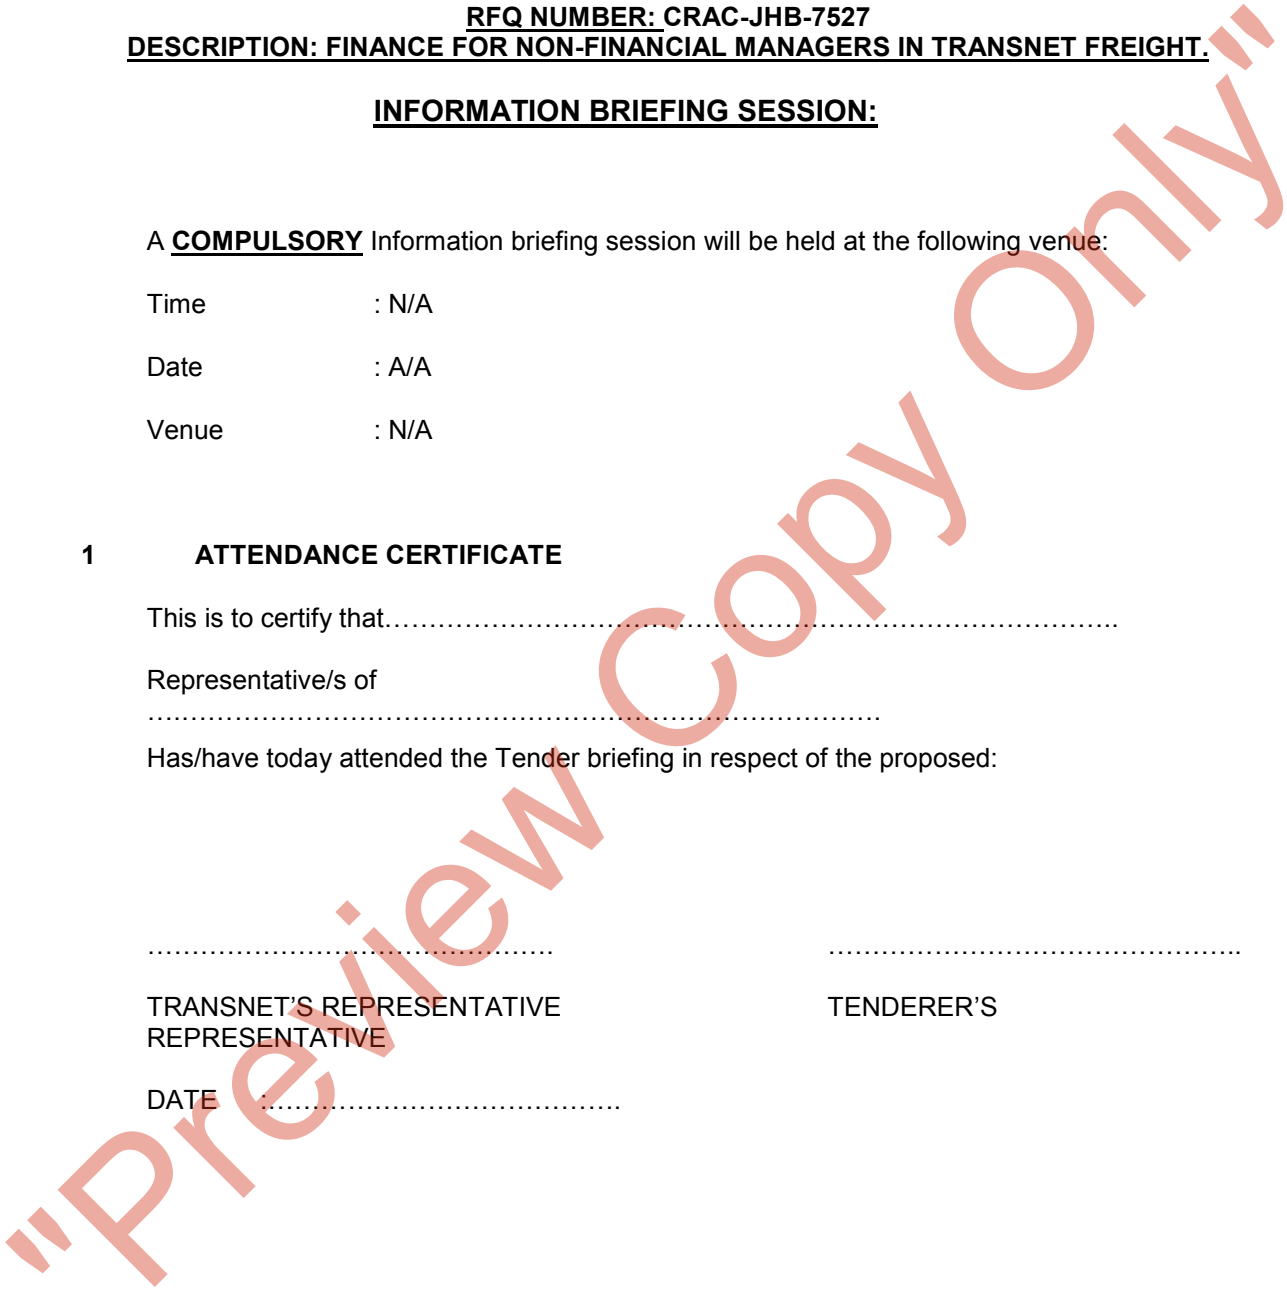 RFQ NUMBER: CRAC-JHB-7527
DESCRIPTION: FINANCE FOR NON-FINANCIAL MANAGERS IN TRANSNET FREIGHT.
INFORMATION BRIEFING SESSION:
A COMPULSORY Information briefing session will be held at the following venue:
Time : N/A
Date : A/A
Venue : N/A
1 ATTENDANCE CERTIFICATE
This is to certify that……………………………………………………………………….
Representative/s of
….…………………………………………………………………….
Has/have today attended the Tender briefing in respect of the proposed:
………………………………………. ………………………………………..
TRANSNET’S REPRESENTATIVE TENDERER’S
REPRESENTATIVE
DATE :………………………………….
"Preview Copy Only"